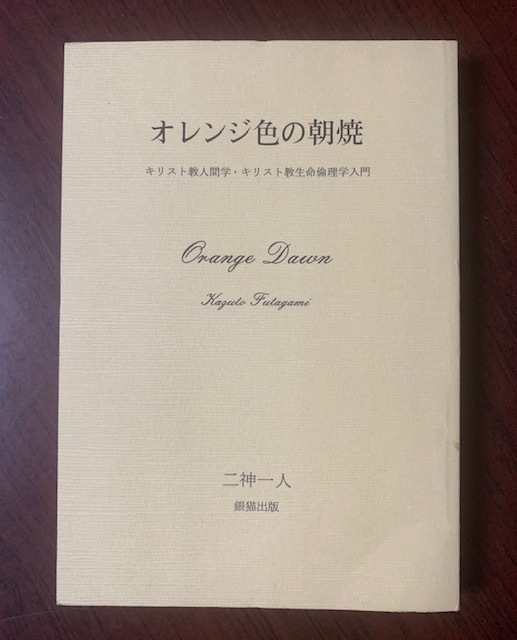 オレンジ色の朝焼
キリスト教人間学・キリスト教生命倫理学入門
Orange Dawn
Kazuto Futagami
二神一人
銀猫出版